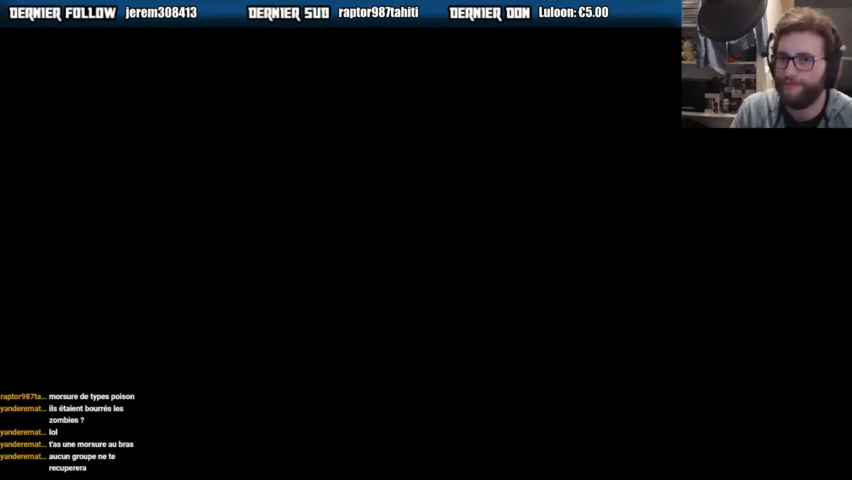 DERNIER FOLLOW jerem308413 DERNIER SUB raptor987tahiti DERNIER DON Luloon: €5.00
raptor987ta... morsure de types poison
yanderemat... ils étaient bourrés les
zombies ?
yanderemat... lol
yanderemat... t'as une morsure au bras
yanderemat... aucun groupe ne te
recuperera